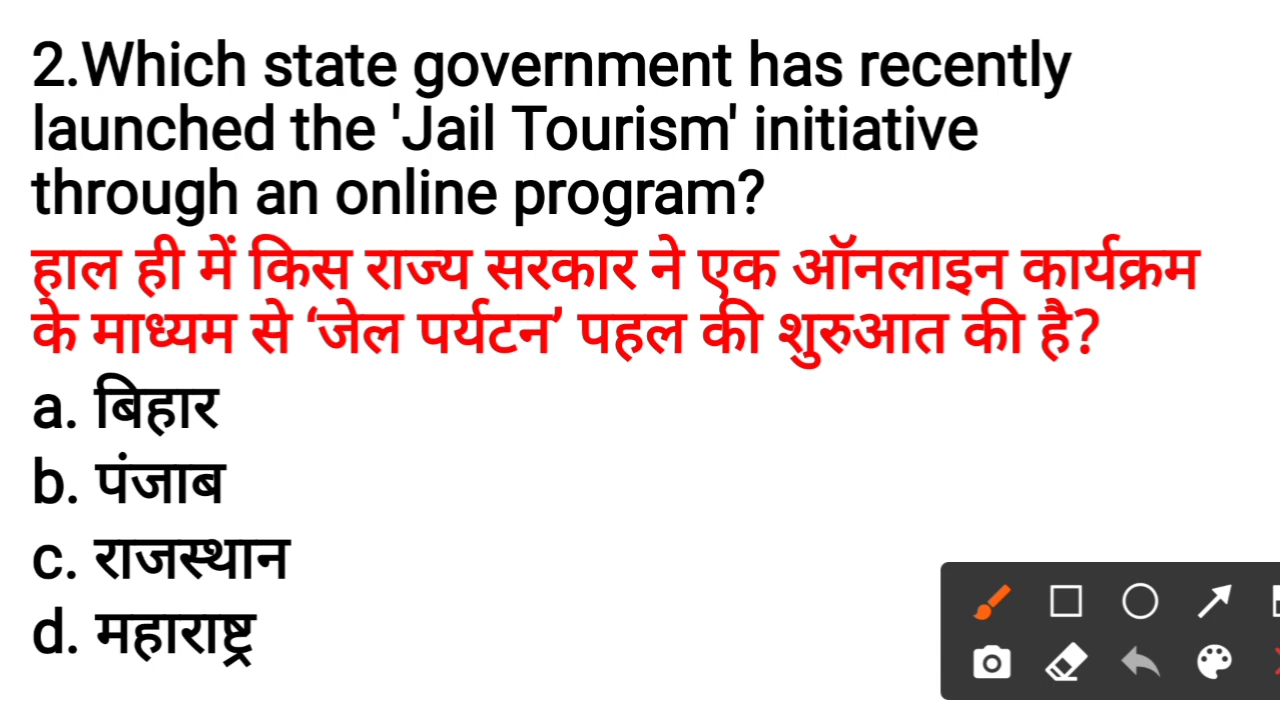 2.Which state government has recently
launched the 'Jail Tourism' initiative
through an online program?
हाल ही में किस राज्य सरकार ने एक ऑनलाइन कार्यक्रम
के माध्यम से ‘जेल पर्यटन’ पहल की शुरुआत की है?
a. बिहार
b. पंजाब
c. राजस्थान
d. महाराष्ट्र